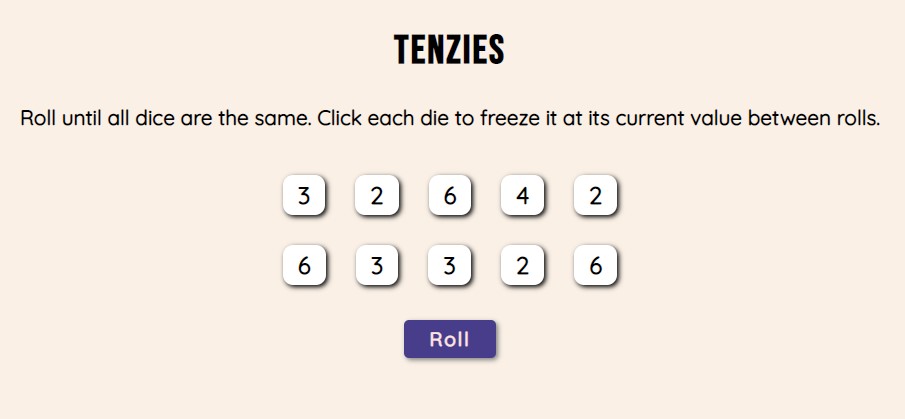 TENZIES
Roll until all dice are the same. Click each die to freeze it at its current value between rolls.
3 2 6 4 2
6 3 3 2 6
Roll